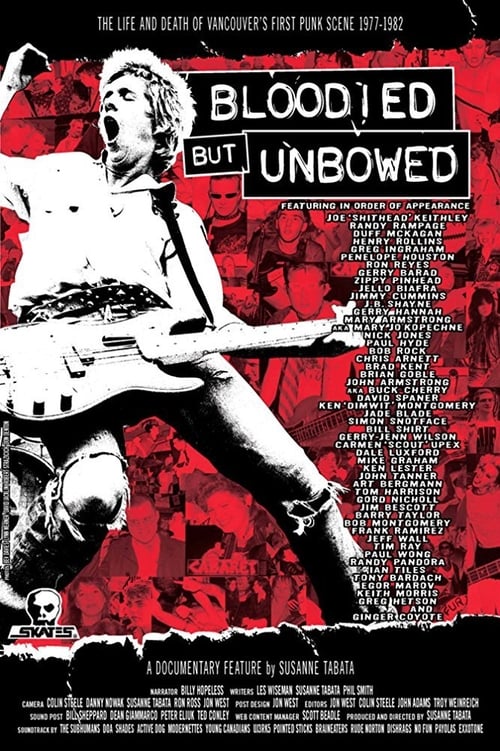 THE LIFE AND DEATH OF VANCOUVER'S FIRST PUNK SCENE 1977-1982
BLOODIED
BUT UNBOWED
FEATURING IN ORDER OF APPEARANCE
JOE 'SHITHEAD' KEITHLEY
RANDY RAMPAGE
DUFF MCKAGAN
HENRY ROLLINS
GREG INGRAHAM
PENELOPE HOUSTON
RON REYES
GERRY BARAD
ZIPPY PINHEAD
JELLO BIAFRA
JIMMY CUMMINS
J.B. SHAYNE
GERRY HANNAH
MARY ARMSTRONG
AKA MARY JO KOPECHNE
NICK JONES
PAUL HYDE
BOB ROCK
CHRIS ARNETT
BRAD KENT
BRIAN GOBLE
JOHN ARMSTRONG
AKA BUCK CHERRY
DAVID SPANER
KEN 'DIMWIT' MONTGOMERY
JADE BLADE
SIMON SNOTFACE
BILL SHIRT
GERRY-JENN WILSON
CARMEN 'SCOUT' UPEX
DALE LUXFORD
MIKE GRAHAM
KEN LESTER
JOHN TANNER
ART BERGMANN
TOM HARRISON
GORD NICHOLL
JIM BESCOTT
BARRY TAYLOR
BOB MONTGOMERY
FRANK RAMIREZ
JEFF WALL
TIM RAY
PAUL WONG
RANDY PANDORA
IAN TILES
TONY BARDACH
IGOR MAROV
KEITH MORRIS
GREG HETSON
AND
GINGER COYOTE
CABARET
SKATES
A DOCUMENTARY FEATURE BY SUSANNE TABATA
NARRATOR BILLY HOPELESS WRITERS LES WISEMAN SUSANNE TABATA PHIL SMITH
CAMERA COLIN STEELE DANNY NOWAK SUSANNE TABATA RON ROSS JON WEST POST DESIGN JON WEST EDITORS JON WEST COLIN STEELE JOHN ADAMS TROY WEINREICH
SOUND POST BILL SHEPPARD DEAN GIAMMARCO PETER ELIUK TED CONLEY WEB CONTENT MANAGER SCOTT BEADLE PRODUCED AND DIRECTED BY SUSANNE TABATA
SOUNDTRACK BY THE SUBHUMANS DOA SHADES ACTIVE DOG MODERNETTES YOUNG CANADIANS POINTED STICKS BRAINEATERS RUDE NORTON DISHRAGS NO FUN PAYOLAS EXXOTONE